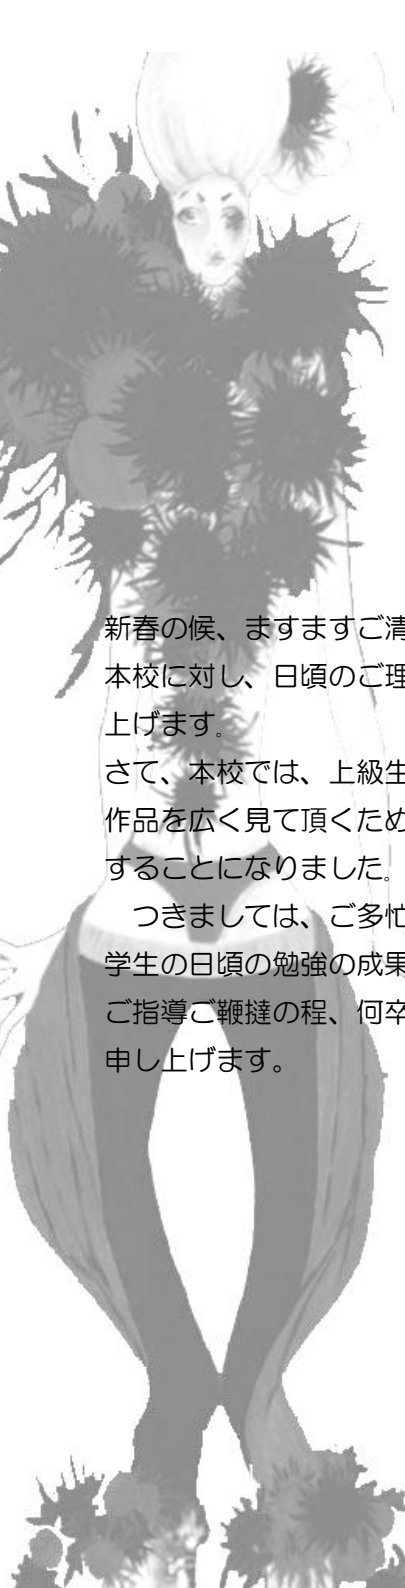 新春の候、ますますご清
本校に対し、日頃のご理
上げます。
さて、本校では、上級生
作品を広く見て頂くため
することになりました。
　つきましては、ご多忙
学生の日頃の勉強の成果
ご指導ご鞭撻の程、何卒
申し上げます。